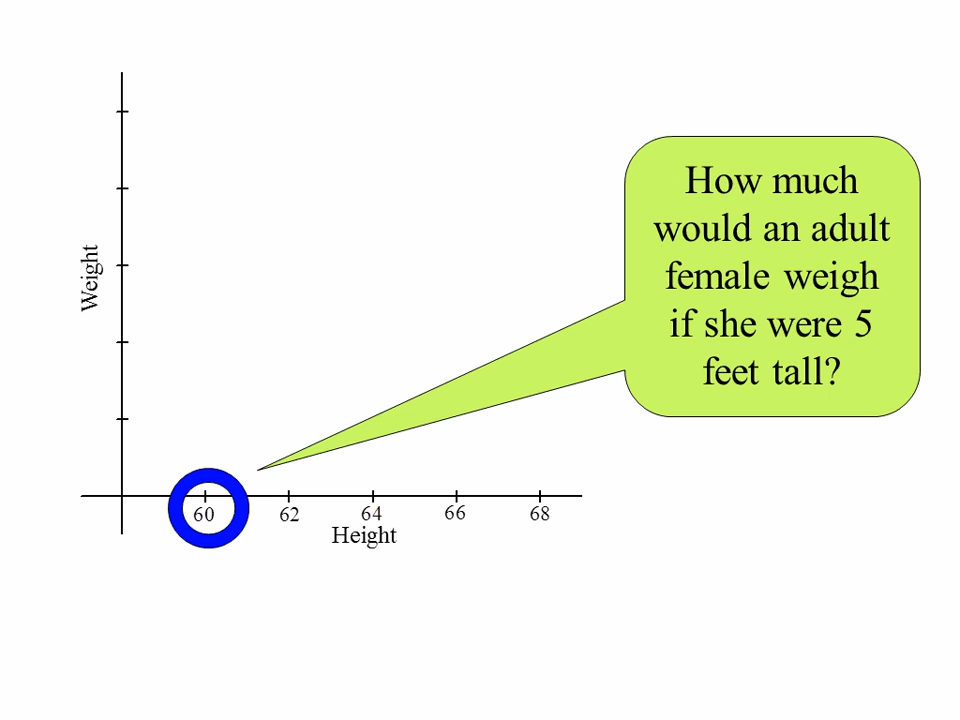 How much
would an adult
female weigh
if she were 5
feet tall?
Weight
60 62 64 66 68
Height